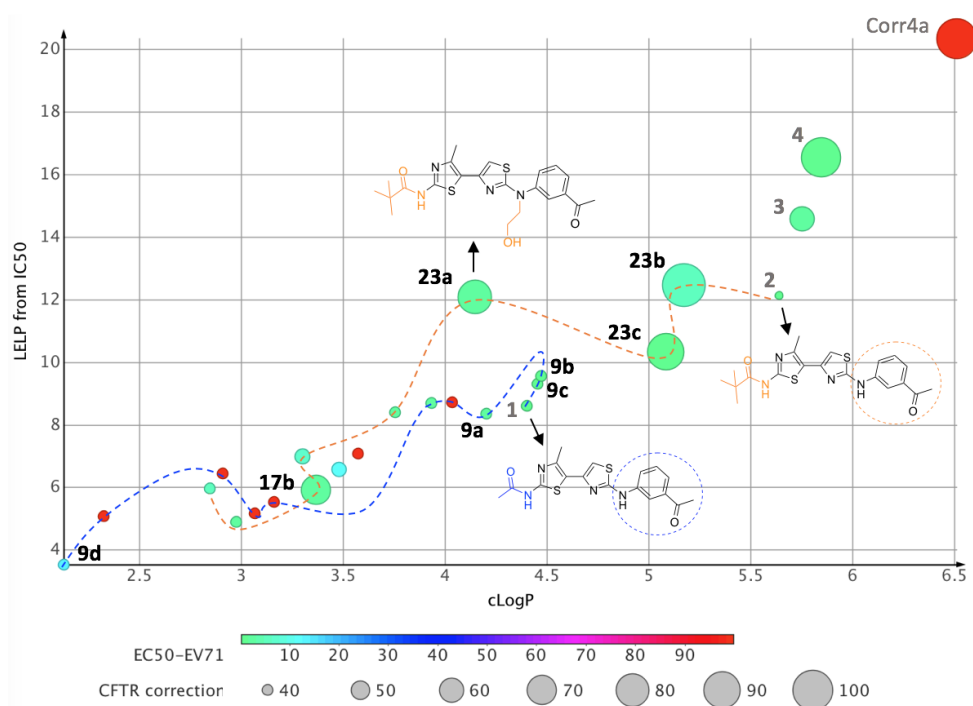 Corr4a
20
18
4
16
3
14
O
N
S
N
S
N
H
N
O
OH
23a
23b
2
12
23c
10
O
N
S
N
S
N
H
N
H
O
9b
9c
1
9a
8
LELP from IC50
17b
6
O
N
S
N
S
N
H
N
H
O
9d
4
2.5 3 3.5 4 4.5 5 5.5 6 6.5
cLogP
EC50-EV71 10 20 30 40 50 60 70 80 90
CFTR correction 40 50 60 70 80 90 100